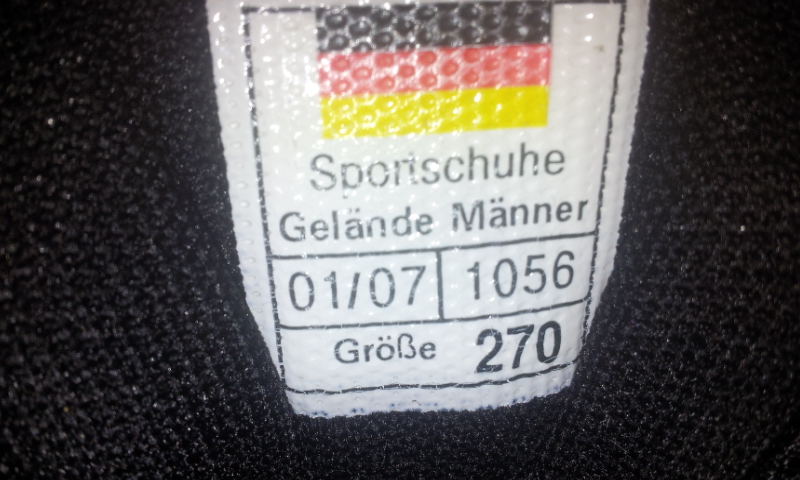 Sportschuhe
Gelände Männer
01/07 1056
Größe 270